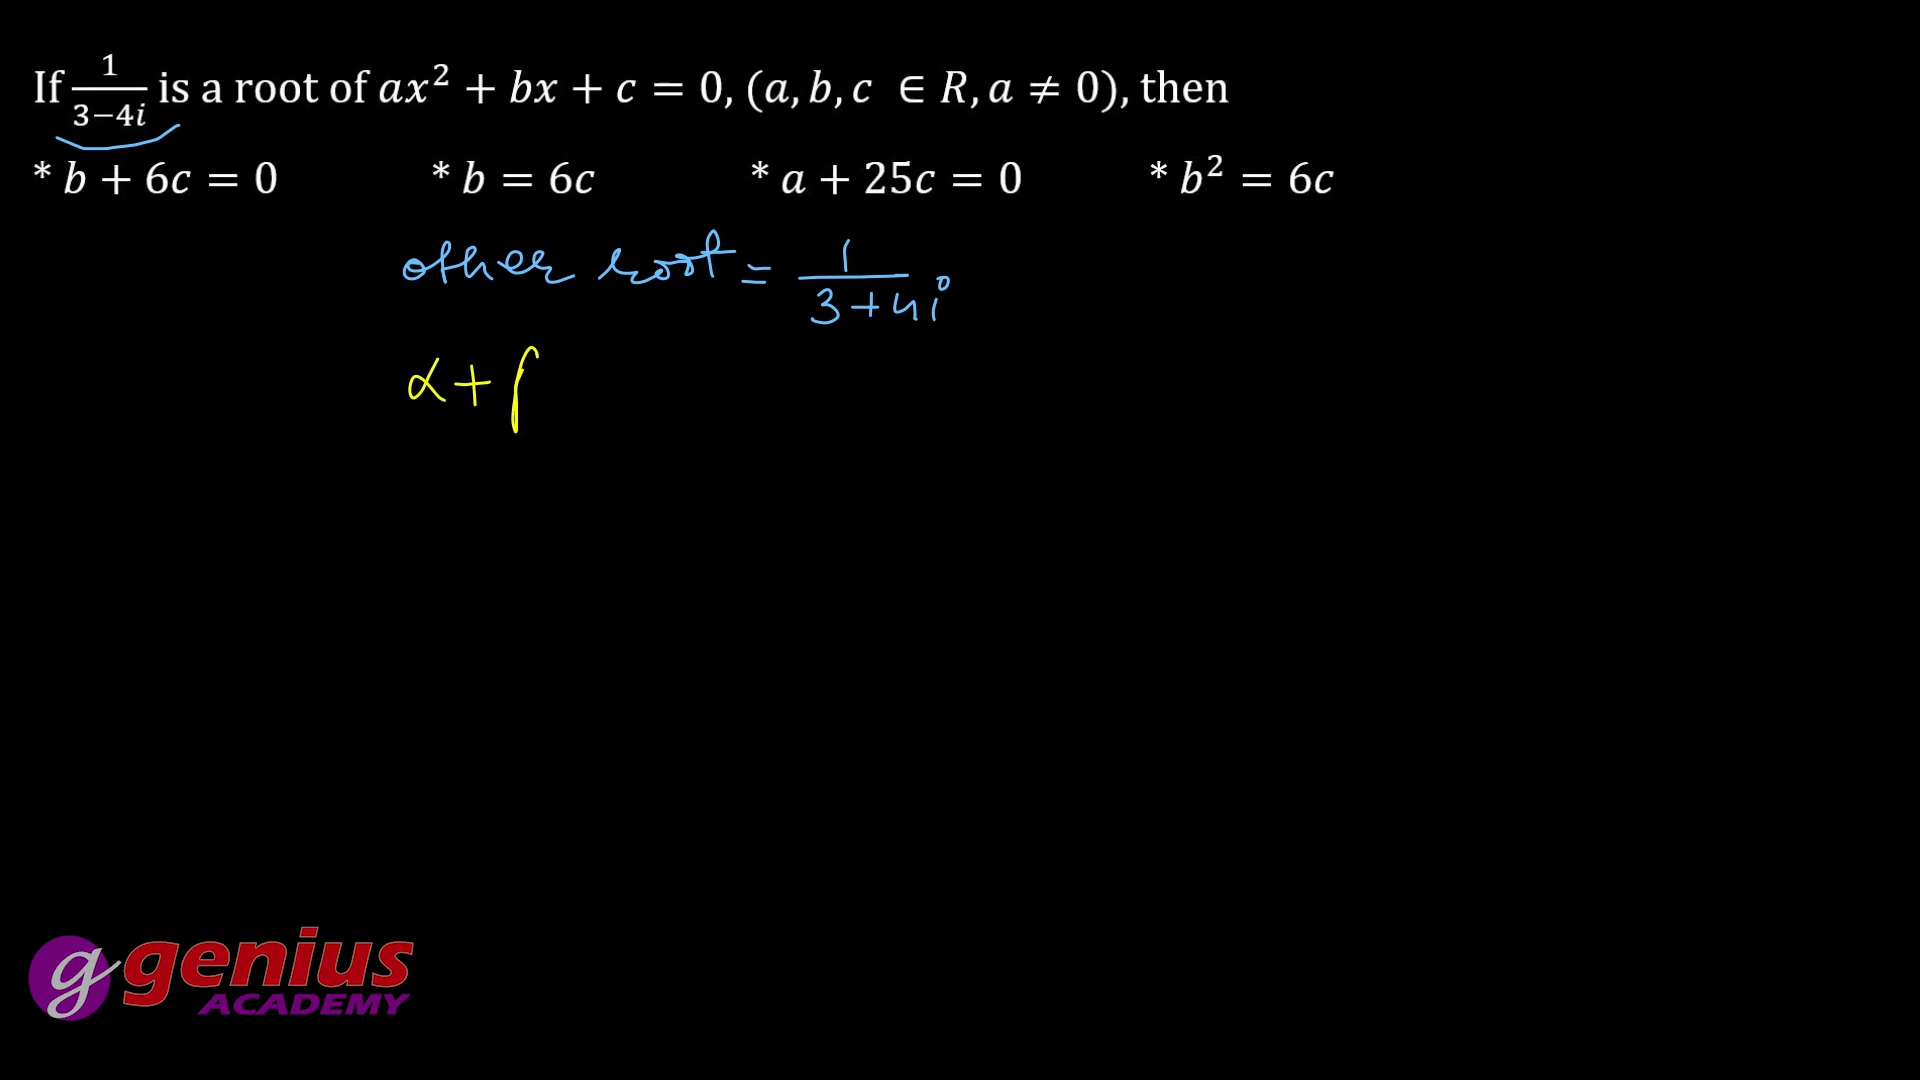 If 1/(3−4i) is a root of ax² + bx + c = 0, (a, b, c ∈ R, a ≠ 0), then
* b + 6c = 0 * b = 6c * a + 25c = 0 * b² = 6c
other root = 1/(3+4i)
α +
genius
ACADEMY